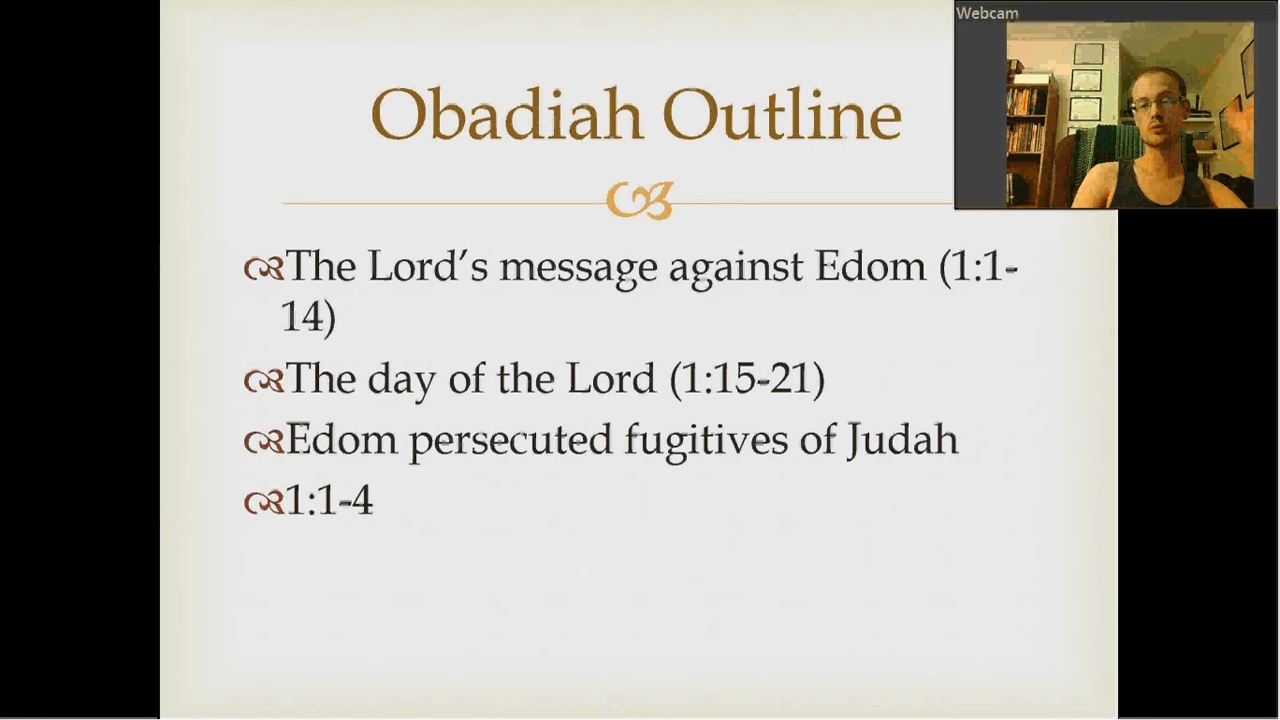 Webcam
Obadiah Outline
The Lord's message against Edom (1:1-
14)
The day of the Lord (1:15-21)
Edom persecuted fugitives of Judah
1:1-4